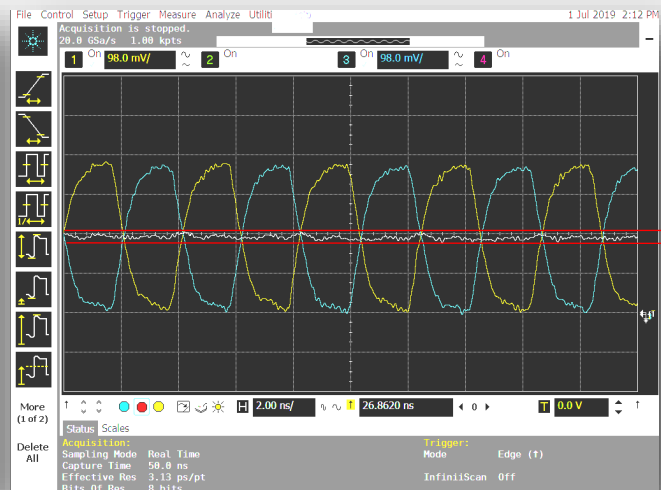 File Control Setup Trigger Measure Analyze Utiliti 1 Jul 2019 2:12 PM
Acquisition is stopped.
20.0 GSa/s 1.00 kpts
1 On 98.0 mV/ 2 On 3 On 98.0 mV/ 4 On
1/
T
More
(1 of 2)
Delete
All
H 2.00 ns/ 26.8620 ns 0 T 0.0 V
Status Scales
Acquisition:
Sampling Mode Real Time
Capture Time 50.0 ns
Effective Res 3.13 ps/pt
Bits Of Res 8 bits
Trigger:
Mode Edge (↑)
InfiniiScan Off